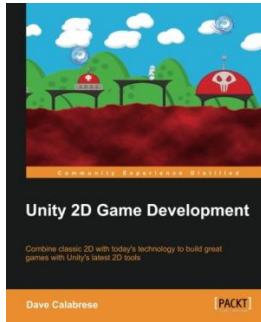 Community Experience Distilled
Unity 2D Game Development
Combine classic 2D with today's technology to build great
games with Unity's latest 2D tools
Dave Calabrese
[PACKT]